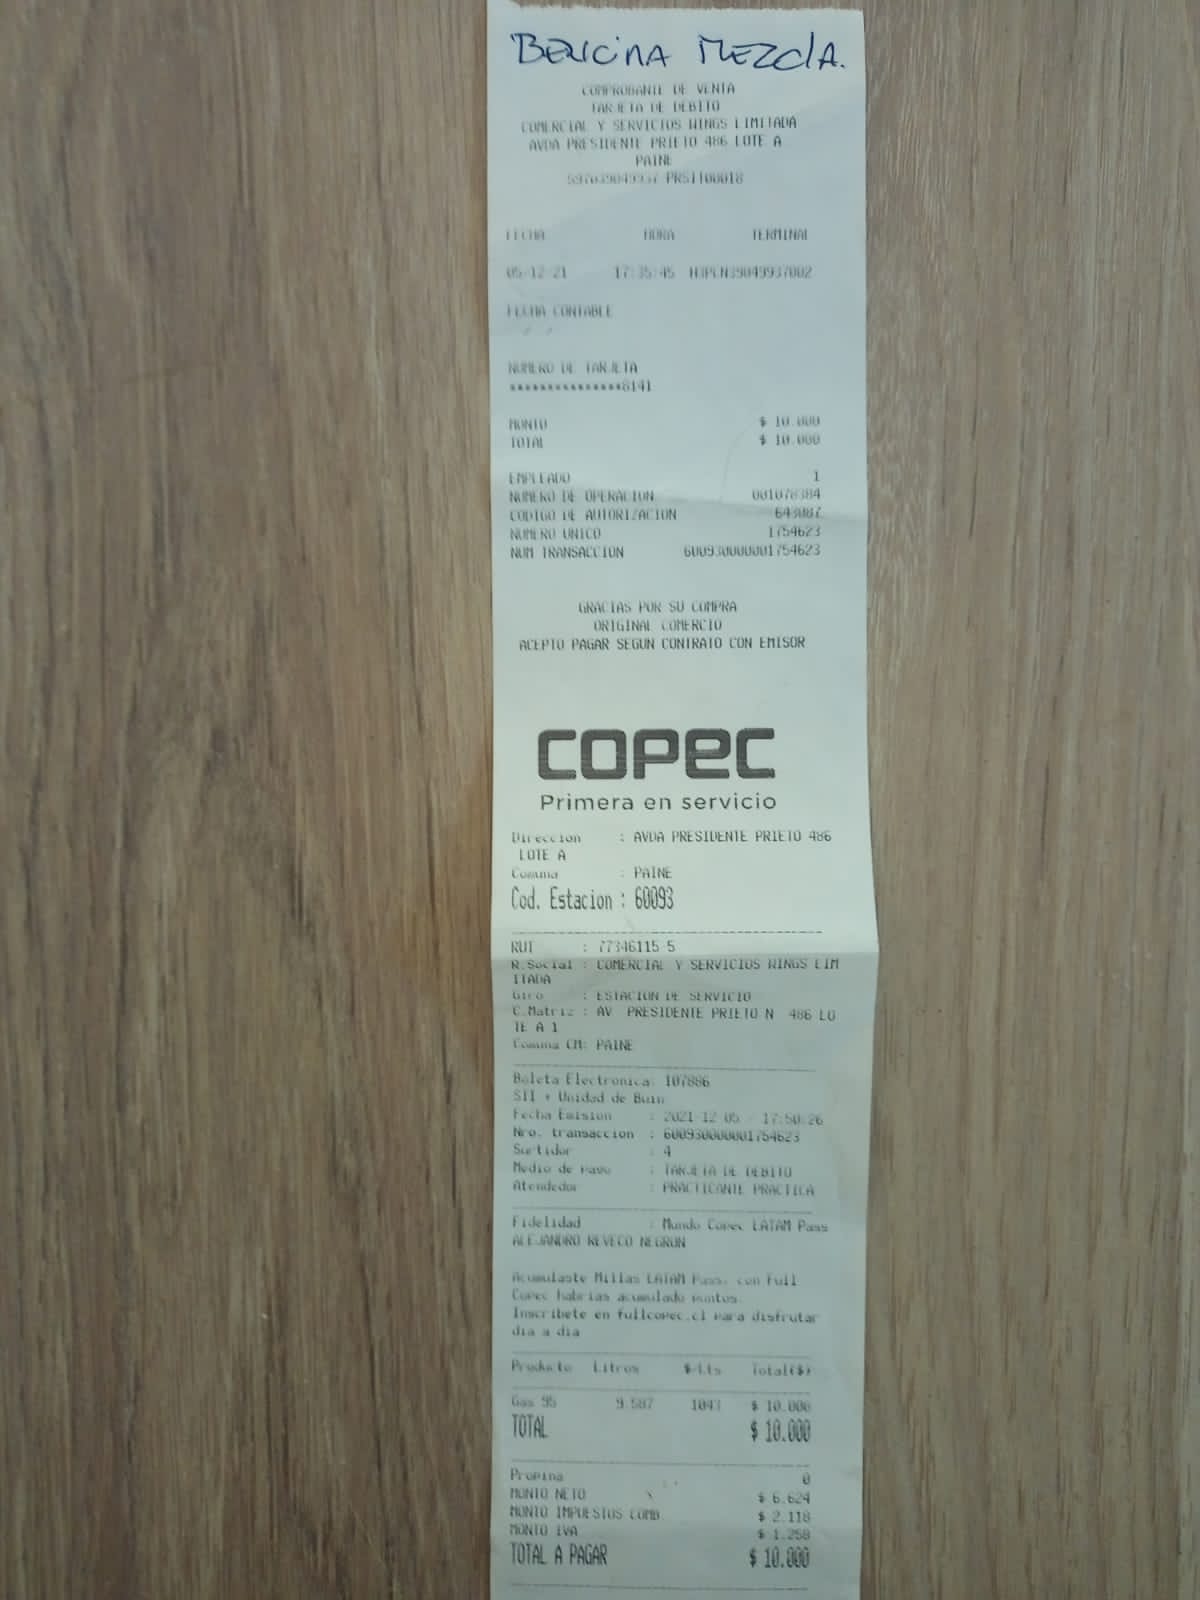 BENCINA MEZCLA.
COMPROBANTE DE VENTA
TARJETA DE DEBITO
COMERCIAL Y SERVICIOS WINGS LIMITADA
AVDA PRESIDENTE PRIETO 486 LOTE A
PAINE
597039049937 PRSIT00018
FECHA HORA TERMINAL
05-12-21 17:35:45 H3PCN39049937002
FECHA CONTABLE
/ /
NUMERO DE TARJETA
***************8141
MONTO $ 10.000
TOTAL $ 10.000
EMPLEADO 1
NUMERO DE OPERACION 001078384
CODIGO DE AUTORIZACION 643007
NUMERO UNICO 1754623
NUM TRANSACCION 600930000001754623
GRACIAS POR SU COMPRA
ORIGINAL COMERCIO
ACEPTO PAGAR SEGUN CONTRATO CON EMISOR
COPEC
Primera en servicio
Direccion : AVDA PRESIDENTE PRIETO 486
LOTE A
Comuna : PAINE
Cod. Estacion : 60093
RUT : 77346115-5
R.Social : COMERCIAL Y SERVICIOS WINGS LIM
ITADA
Giro : ESTACION DE SERVICIO
C.Matriz : AV PRESIDENTE PRIETO N 486 LO
TE A 1
Comuna CM: PAINE
Boleta Electronica: 107886
SII - Unidad de Buin
Fecha Emision : 2021-12-05 - 17:50:26
Nro. transaccion : 600930000001754623
Surtidor : 4
Medio de Pago : TARJETA DE DEBITO
Atendedor : PRACTICANTE PRACTICA
Fidelidad : Mundo Copec LATAM Pass
ALEJANDRO REVECO NEGRON
Acumulaste Millas LATAM Pass. con Full
Copec habrias acumulado puntos.
Inscribete en fullcopec.cl para disfrutar
dia a dia
Producto Litros $/Lts Total($)
Gas 95 9.587 1043 $ 10.000
TOTAL $ 10.000
Propina 0
MONTO NETO $ 6.624
MONTO IMPUESTOS COMB $ 2.118
MONTO IVA $ 1.258
TOTAL A PAGAR $ 10.000